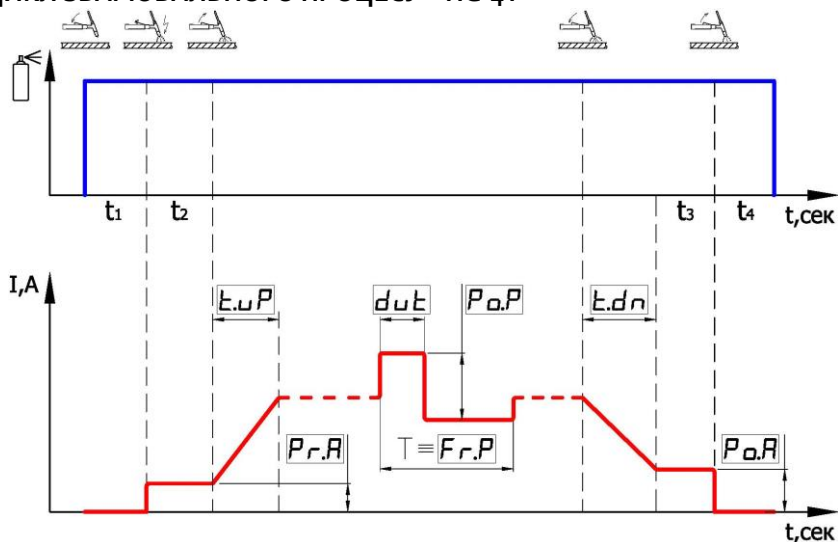 t1 t2 t3 t4 t,сек
I,A
t.uP dut Po.P t.dn
Pr.A T ≡ Fr.P Po.A
t,сек